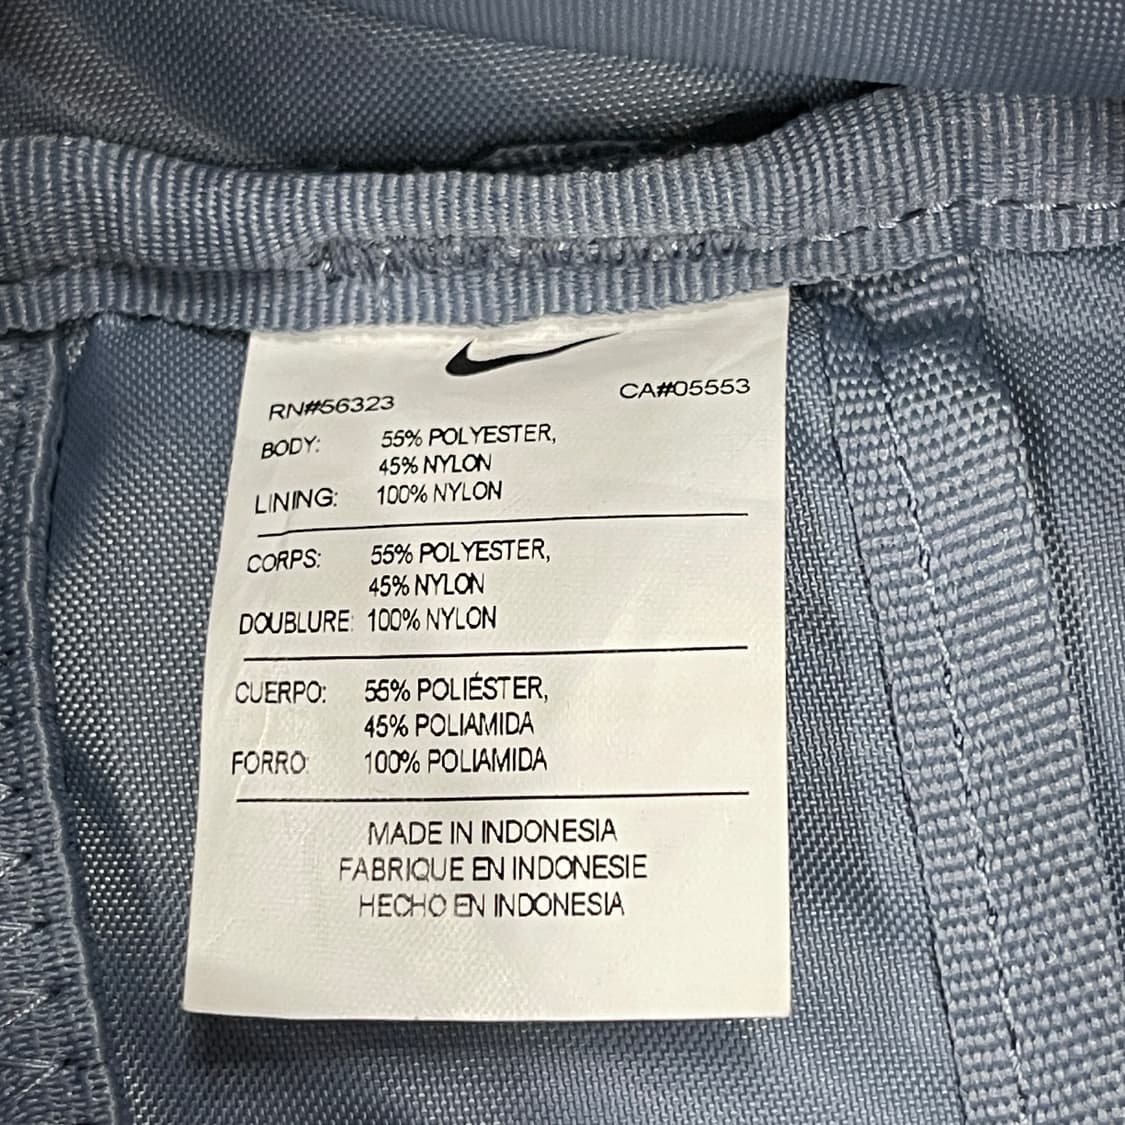 RN#56323 CA#05553
BODY: 55% POLYESTER,
45% NYLON
LINING: 100% NYLON
CORPS: 55% POLYESTER,
45% NYLON
DOUBLURE: 100% NYLON
CUERPO: 55% POLIÉSTER,
45% POLIAMIDA
FORRO: 100% POLIAMIDA
MADE IN INDONESIA
FABRIQUE EN INDONESIE
HECHO EN INDONESIA